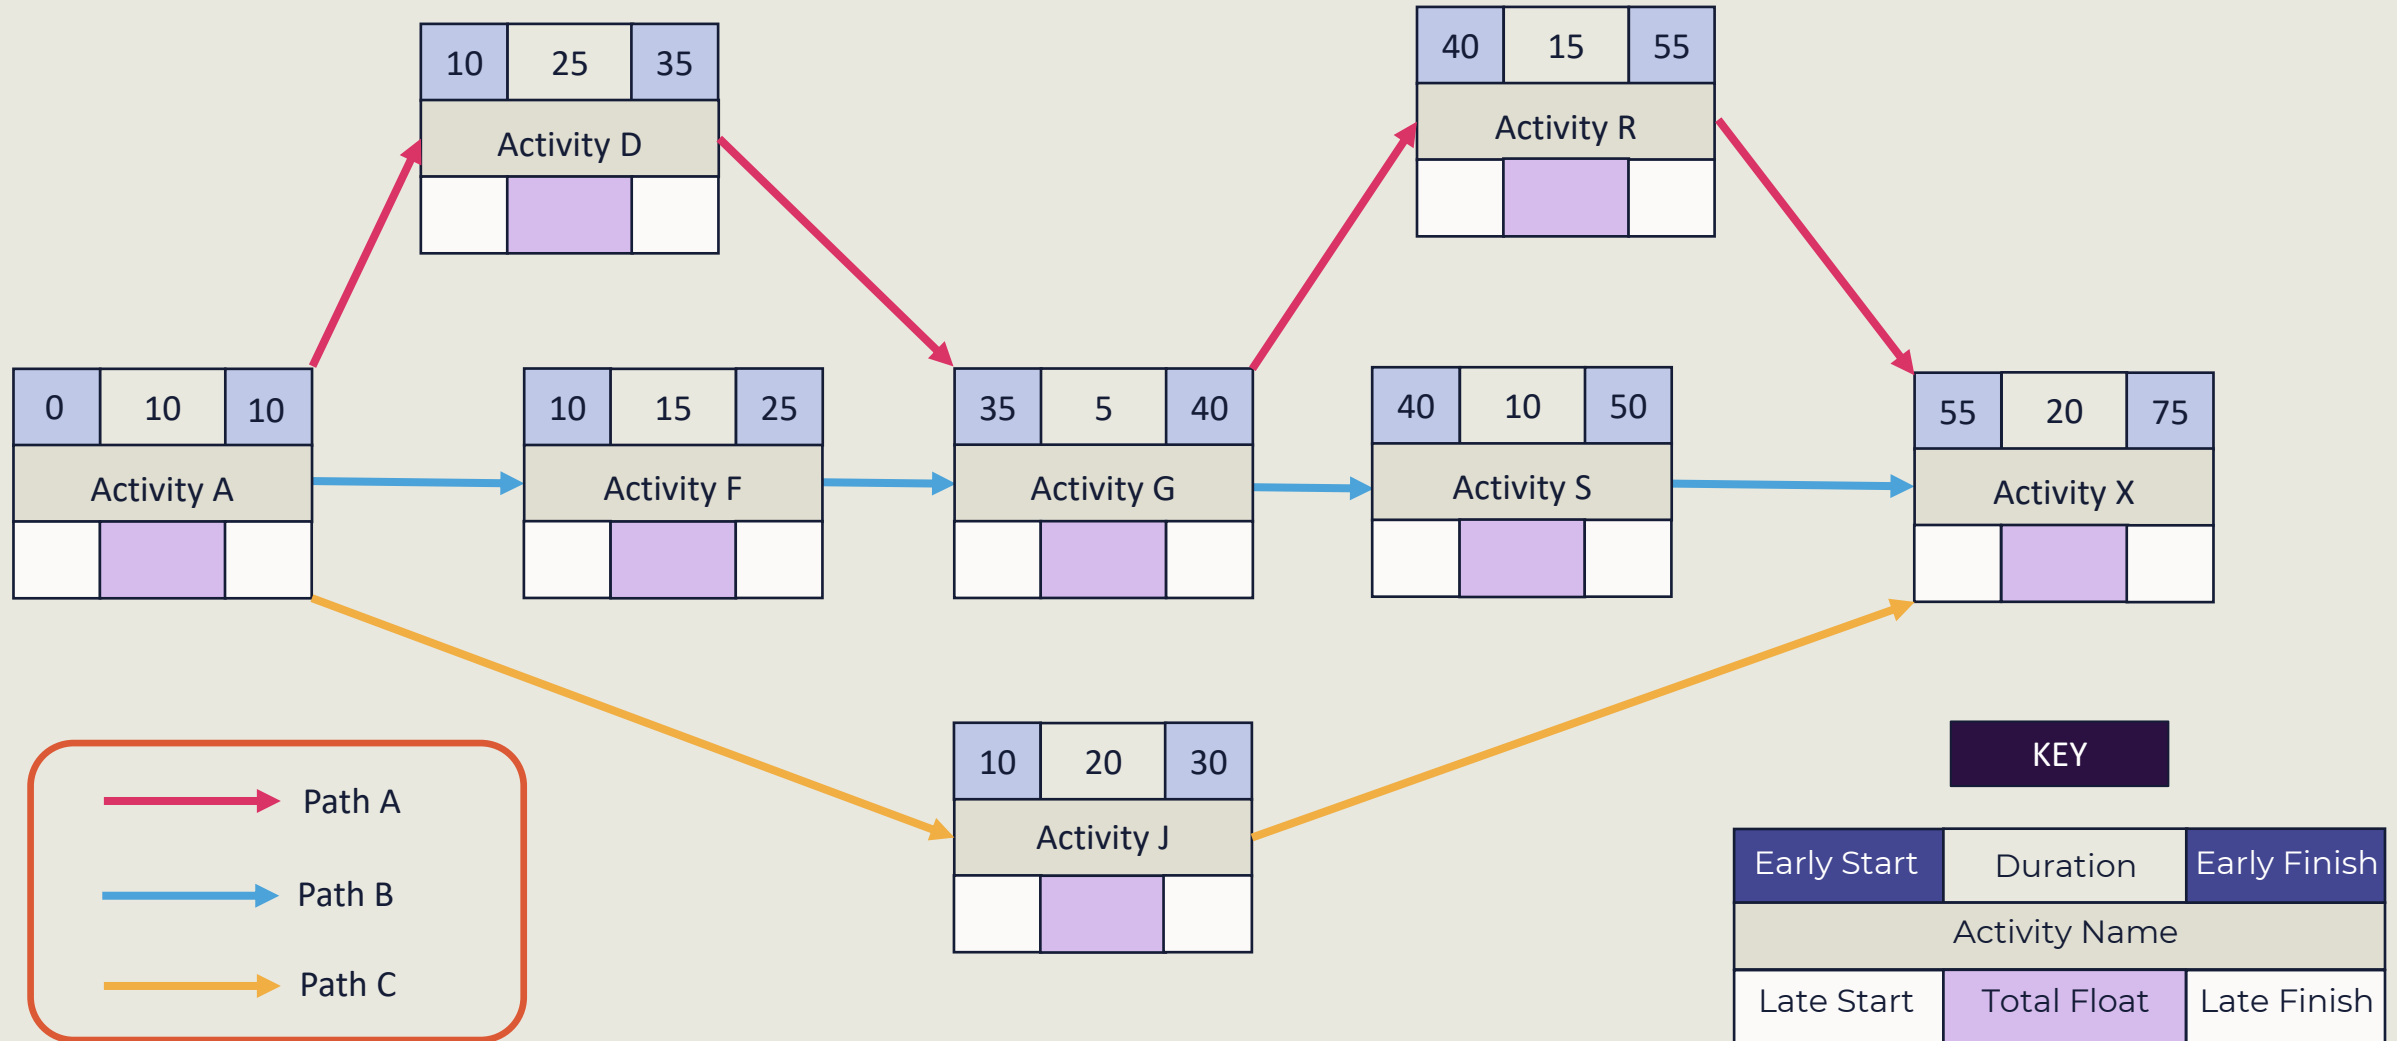 10 25 35
Activity D
40 15 55
Activity R
0 10 10
Activity A
10 15 25
Activity F
35 5 40
Activity G
40 10 50
Activity S
55 20 75
Activity X
10 20 30
Activity J
Path A
Path B
Path C
KEY
Early Start Duration Early Finish
Activity Name
Late Start Total Float Late Finish